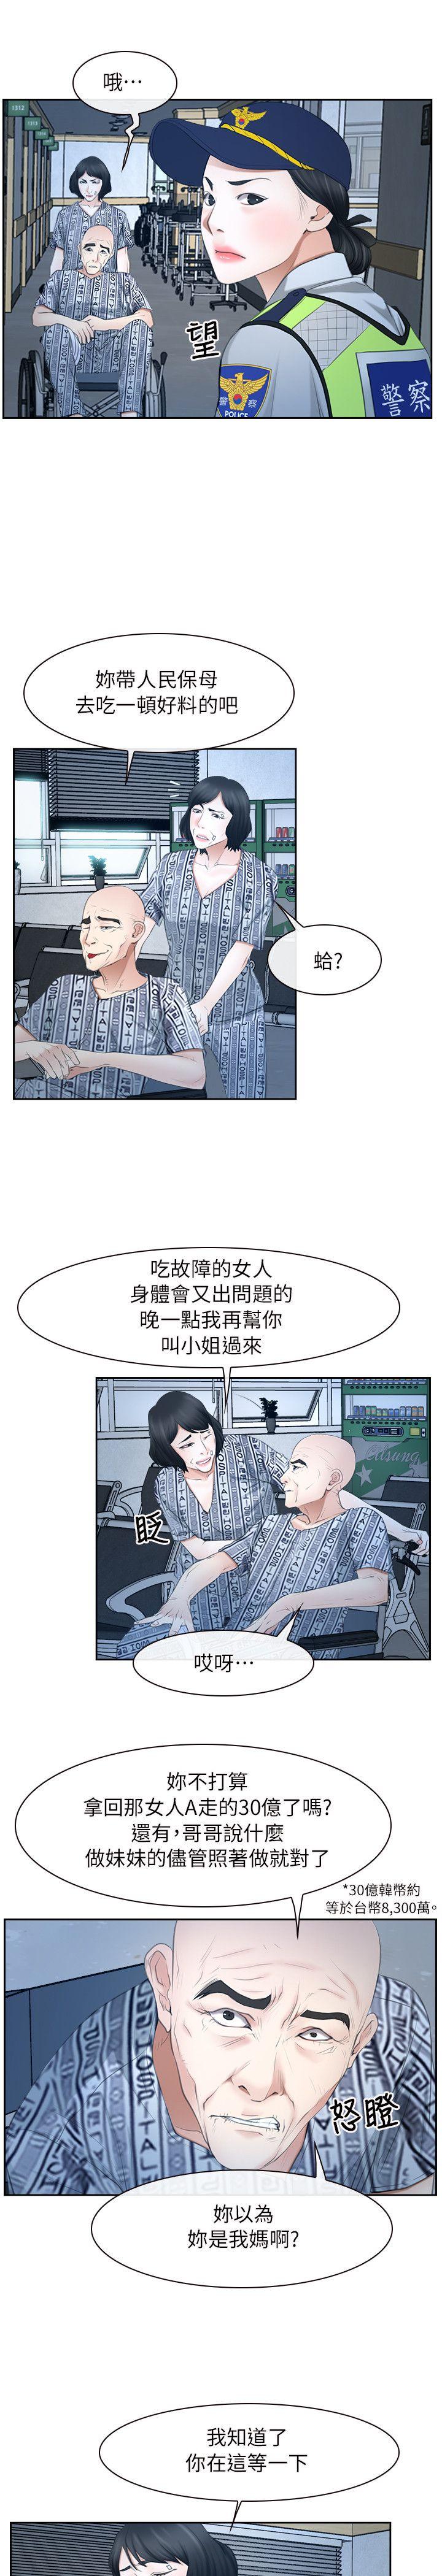 哦…
1312
1313
望
警察
POLICE
警察
妳帶人民保母
去吃一頓好料的吧
蛤?
吃故障的女人
身體會又出問題的
晚一點我再幫你
叫小姐過來
眨
哎呀…
妳不打算
拿回那女人A走的30億了嗎?
還有,哥哥說什麼
做妹妹的儘管照著做就對了
*30億韓幣約
等於台幣8,300萬。
怒瞪
妳以為
妳是我媽啊?
我知道了
你在這等一下